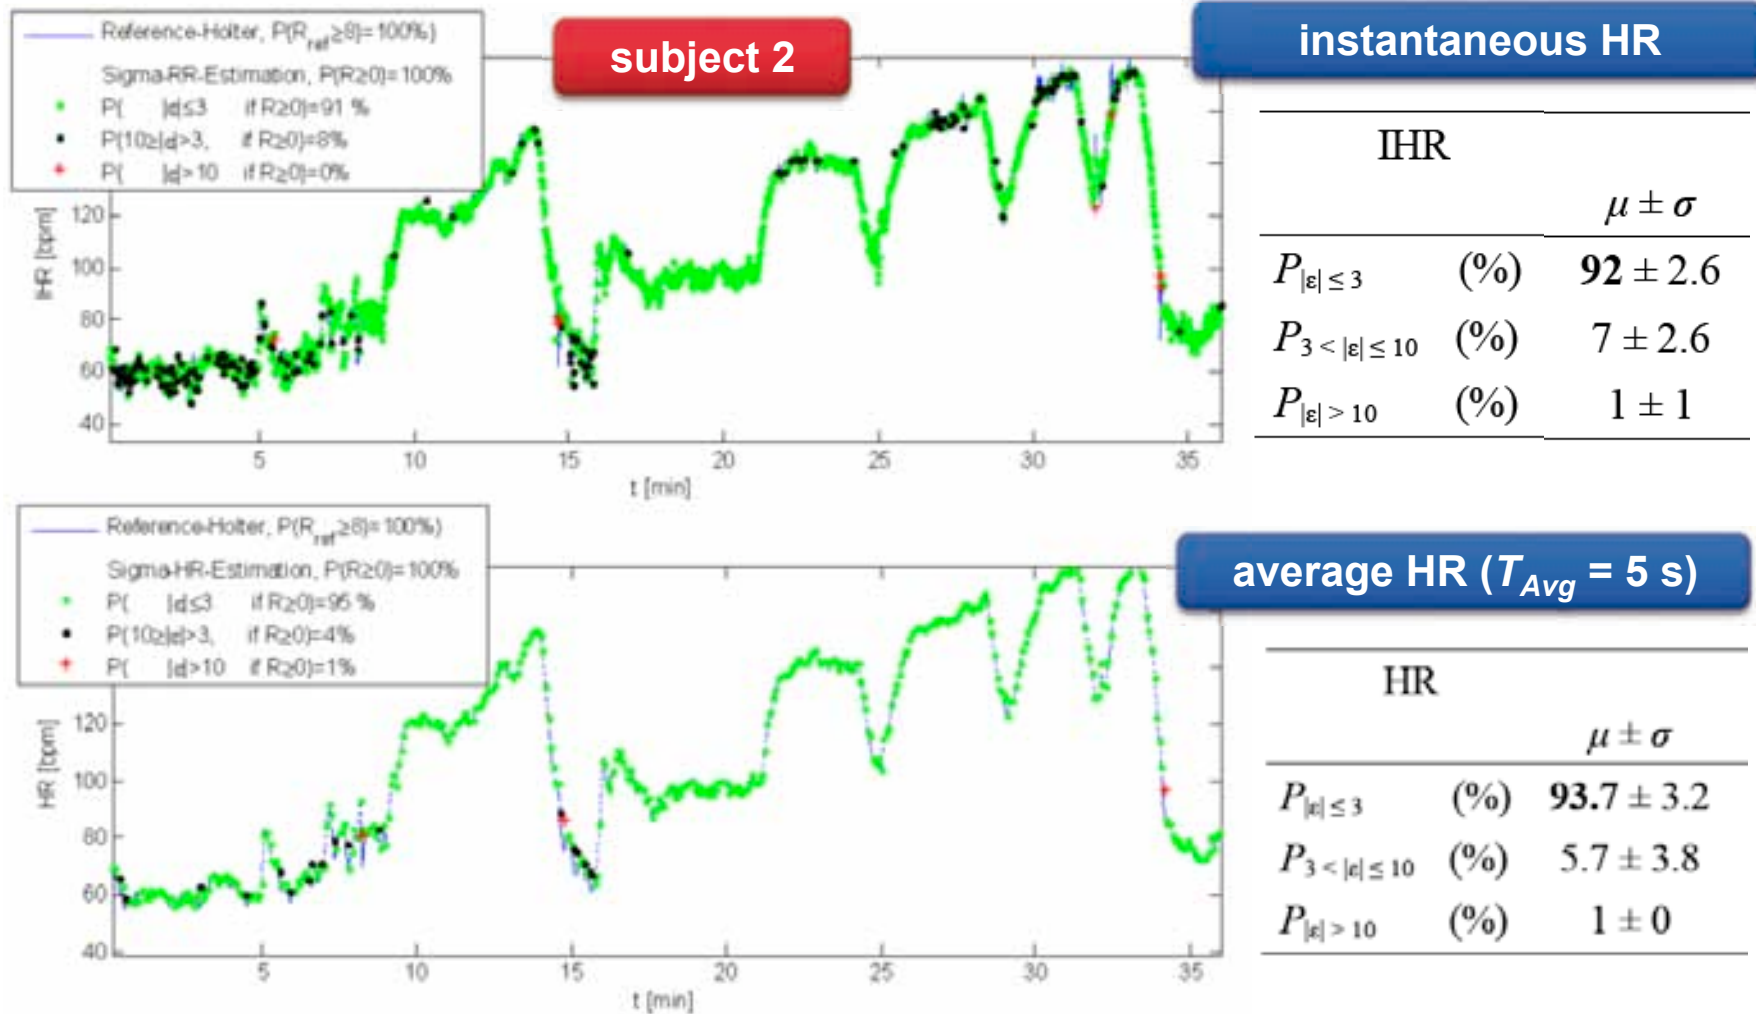 subject 2
instantaneous HR
Reference-Holter, P(R_ref≥8)=100%)
Sigma-RR-Estimation, P(R≥0)=100%
P( |ε|≤3 if R≥0)=91 %
P(10≥|ε|>3, if R≥0)=8%
P( |ε|>10 if R≥0)=0%
IHR [bpm]
120
100
80
60
40
5 10 15 20 25 30 35
t [min]
IHR
μ ± σ
P|ε| ≤ 3 (%) 92 ± 2.6
P3 < |ε| ≤ 10 (%) 7 ± 2.6
P|ε| > 10 (%) 1 ± 1
average HR (T_Avg = 5 s)
Reference-Holter, P(R_ref≥8)=100%)
Sigma-HR-Estimation, P(R≥0)=100%
P( |ε|≤3 if R≥0)=95 %
P(10≥|ε|>3, if R≥0)=4%
P( |ε|>10 if R≥0)=1%
HR [bpm]
120
100
80
60
40
5 10 15 20 25 30 35
t [min]
HR
μ ± σ
P|ε| ≤ 3 (%) 93.7 ± 3.2
P3 < |ε| ≤ 10 (%) 5.7 ± 3.8
P|ε| > 10 (%) 1 ± 0